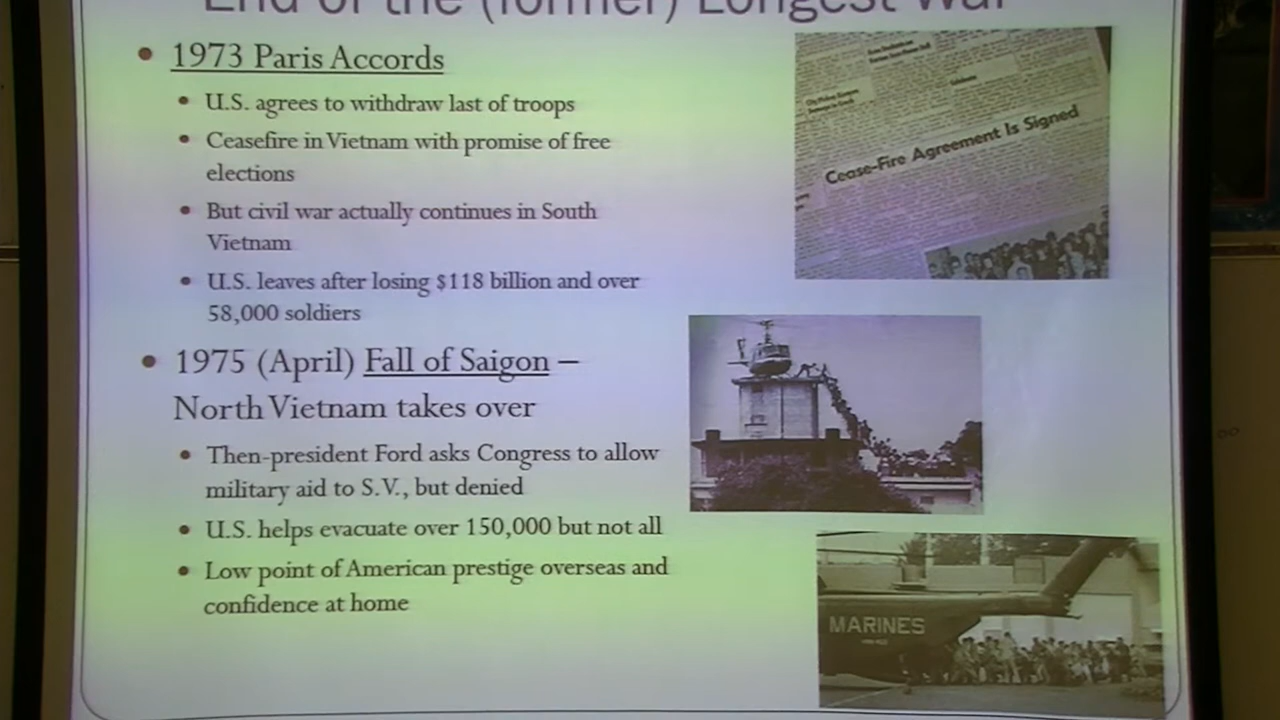 End of the (former) Longest War
1973 Paris Accords
U.S. agrees to withdraw last of troops
Ceasefire in Vietnam with promise of free
elections
But civil war actually continues in South
Vietnam
U.S. leaves after losing $118 billion and over
58,000 soldiers
1975 (April) Fall of Saigon –
North Vietnam takes over
Then-president Ford asks Congress to allow
military aid to S.V., but denied
U.S. helps evacuate over 150,000 but not all
Low point of American prestige overseas and
confidence at home
Cease-Fire Agreement Is Signed
MARINES